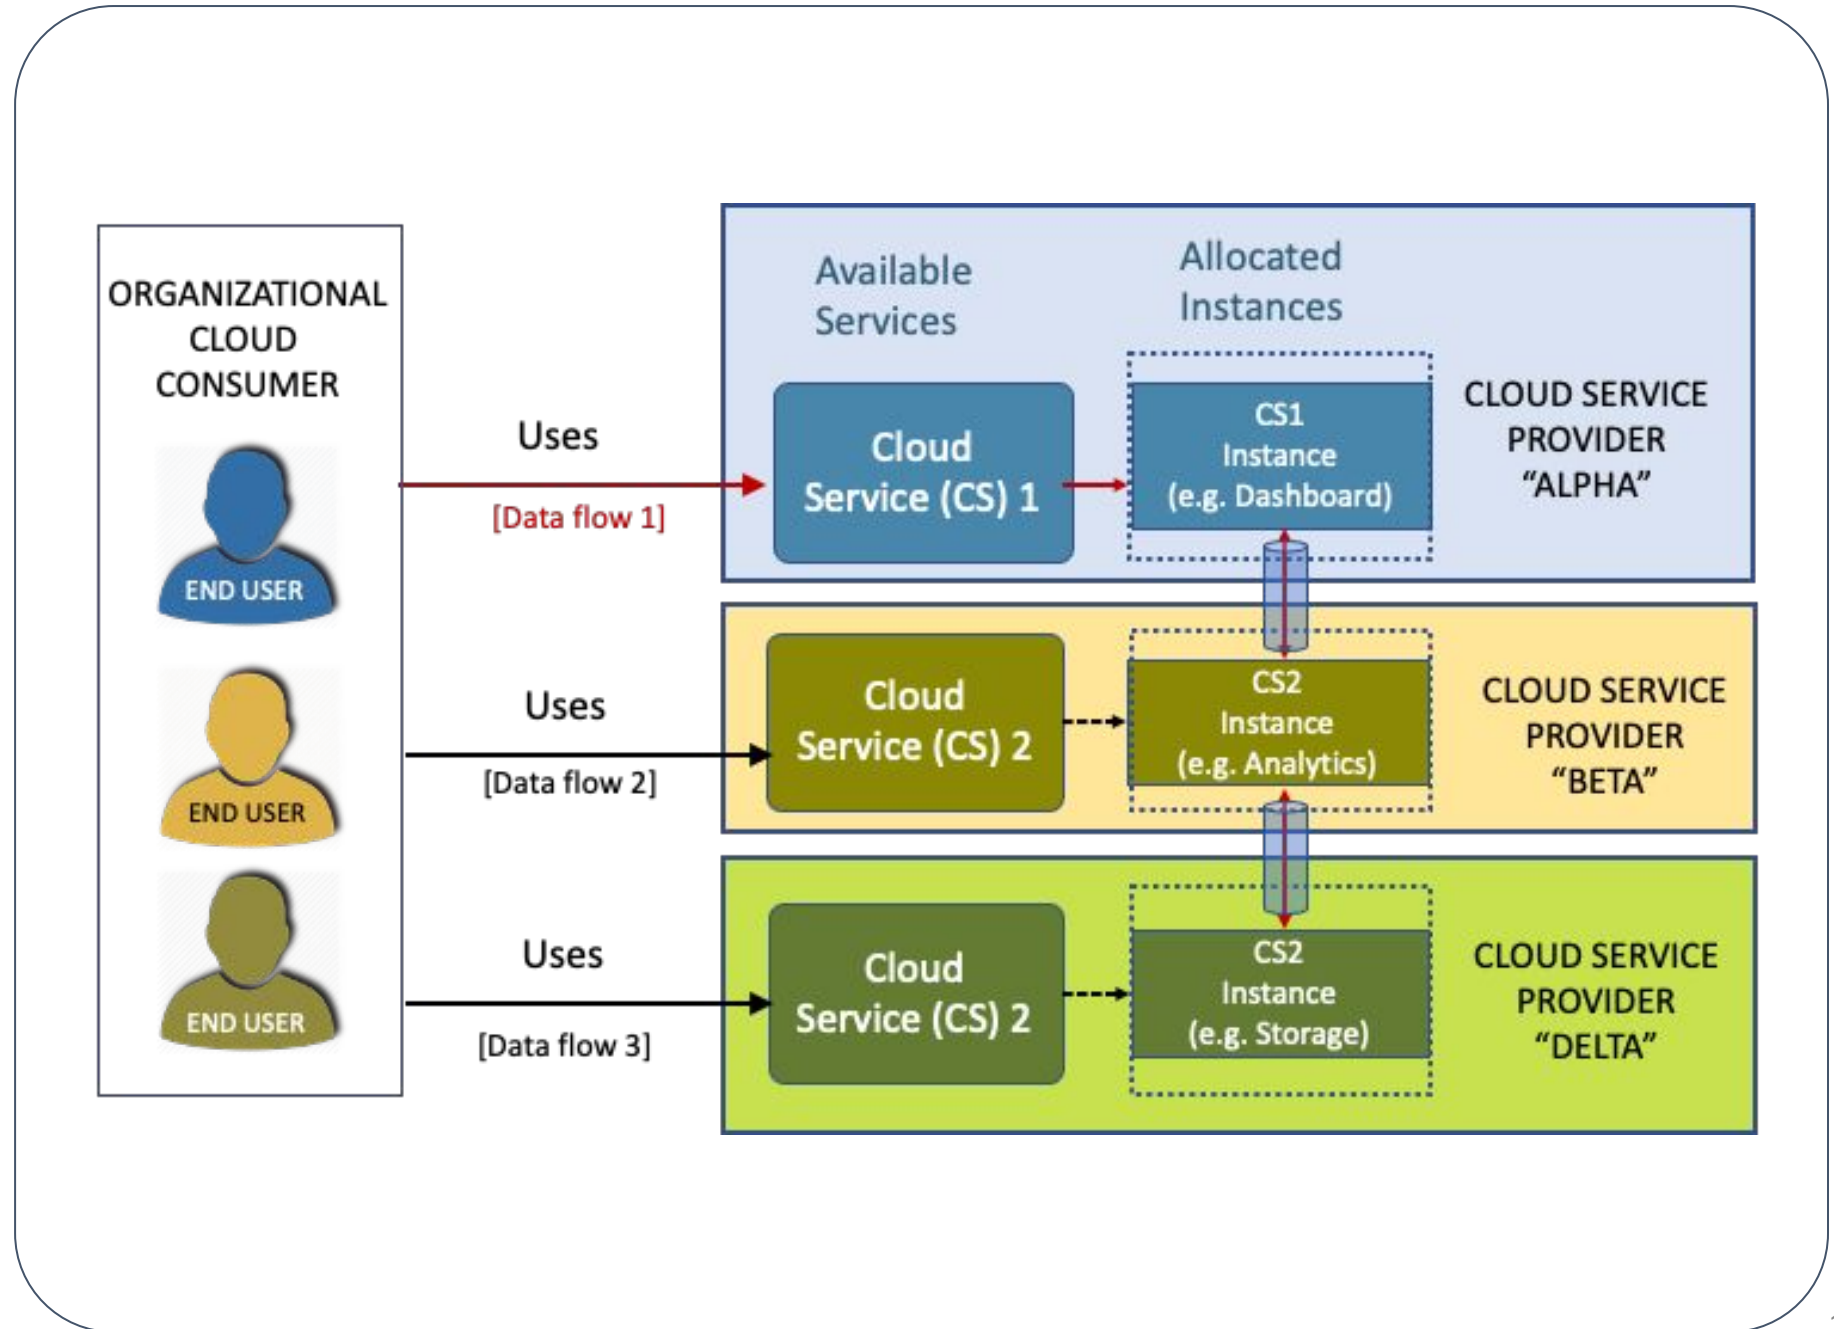 ORGANIZATIONAL
CLOUD
CONSUMER
END USER
END USER
END USER
Uses
[Data flow 1]
Uses
[Data flow 2]
Uses
[Data flow 3]
Available
Services
Allocated
Instances
Cloud
Service (CS) 1
CS1
Instance
(e.g. Dashboard)
CLOUD SERVICE
PROVIDER
“ALPHA”
Cloud
Service (CS) 2
CS2
Instance
(e.g. Analytics)
CLOUD SERVICE
PROVIDER
“BETA”
Cloud
Service (CS) 2
CS2
Instance
(e.g. Storage)
CLOUD SERVICE
PROVIDER
“DELTA”